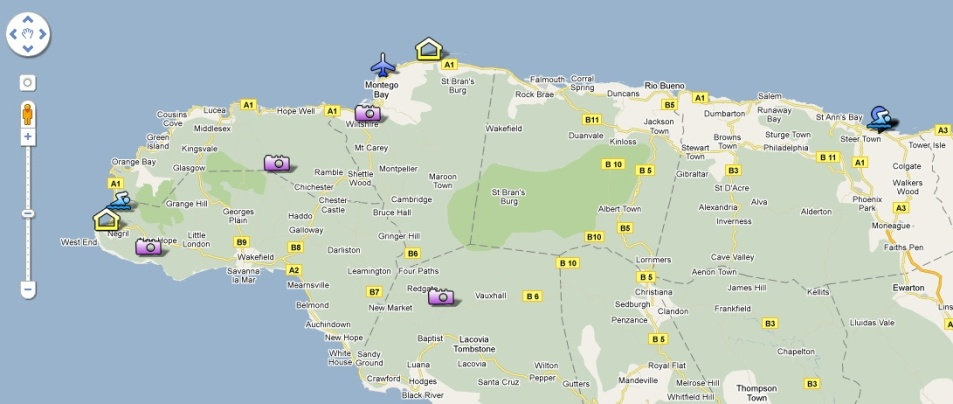 A1
Montego
Bay
St Bran's
Burg
Falmouth
Corral
Spring
Rio Bueno
Rock Brae
Duncans
A1
B5
Salem
Runaway
Bay
Dumbarton
St Ann's Bay
Cousins
Cove
Lucea
A1
Hope Well
A1
Wiltshire
Middlesex
Wakefield
B11
Duanvale
Kinloss
Jackson
Town
Browns
Town
Sturge Town
Steer Town
A3
Tower Isle
Green
Island
Kingsvale
Mt Carey
Stewart
Town
Philadelphia
B 11
A1
Orange Bay
Glasgow
Ramble
Shettle
Wood
Montpelier
Maroon
Town
B 10
B 5
Gibraltar
B3
Colgate
Walkers
Wood
A1
Chichester
St D'Acre
St Bran's
Burg
Chester
Castle
Cambridge
Bruce Hall
Grange Hill
Georges
Plain
Haddo
Galloway
Albert Town
Alexandria
Inverness
Alva
Alderton
Phoenix
Park
A3
Moneague
West End
Negril
Hope
Little
London
B9
Wakefield
B8
Gringer Hill
Darliston
B6
B10
B5
Faiths Pen
Savanna
la Mar
A2
Mearnsville
Leamington
Four Paths
B 10
Lorrimers
Cave Valley
Aenon Town
B 5
Ewarton
B7
Redgate
Vauxhall
B 6
Christiana
James Hill
Kellits
Belmond
New Market
Sedburgh
Clandon
Frankfield
Lins
Auchindown
Penzance
B3
Lluidas Vale
A
New Hope
Baptist
Lacovia
Tombstone
B 5
White
House
Sandy
Ground
Luana
Lacovia
Wilton
Royal Flat
Chapelton
Crawford
Hodges
Santa Cruz
Pepper
Gutters
Mandeville
Melrose Hill
Thompson
Town
B3
Black River
Whitfield Hill